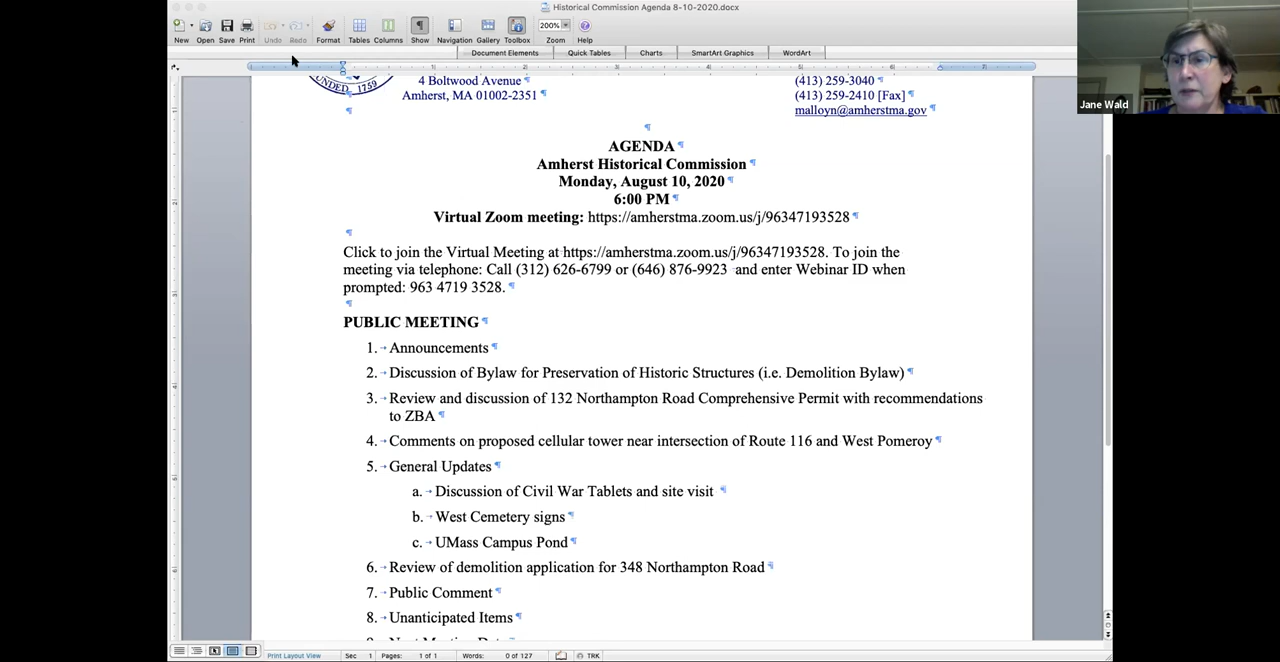 Historical Commission Agenda 8-10-2020.docx
New Open Save Print Undo Redo Format Tables Columns Show Navigation Gallery Toolbox Zoom Help
200%
Document Elements Quick Tables Charts SmartArt Graphics WordArt
Jane Wald
UNDED 1759
4 Boltwood Avenue
Amherst, MA 01002-2351
(413) 259-3040
(413) 259-2410 [Fax]
malloyn@amherstma.gov
AGENDA
Amherst Historical Commission
Monday, August 10, 2020
6:00 PM
Virtual Zoom meeting: https://amherstma.zoom.us/j/96347193528
Click to join the Virtual Meeting at https://amherstma.zoom.us/j/96347193528. To join the
meeting via telephone: Call (312) 626-6799 or (646) 876-9923 and enter Webinar ID when
prompted: 963 4719 3528.
PUBLIC MEETING
1. Announcements
2. Discussion of Bylaw for Preservation of Historic Structures (i.e. Demolition Bylaw)
3. Review and discussion of 132 Northampton Road Comprehensive Permit with recommendations
to ZBA
4. Comments on proposed cellular tower near intersection of Route 116 and West Pomeroy
5. General Updates
a. Discussion of Civil War Tablets and site visit
b. West Cemetery signs
c. UMass Campus Pond
6. Review of demolition application for 348 Northampton Road
7. Public Comment
8. Unanticipated Items
Print Layout View Sec 1 Pages: 1 of 1 Words: 0 of 127 TRK